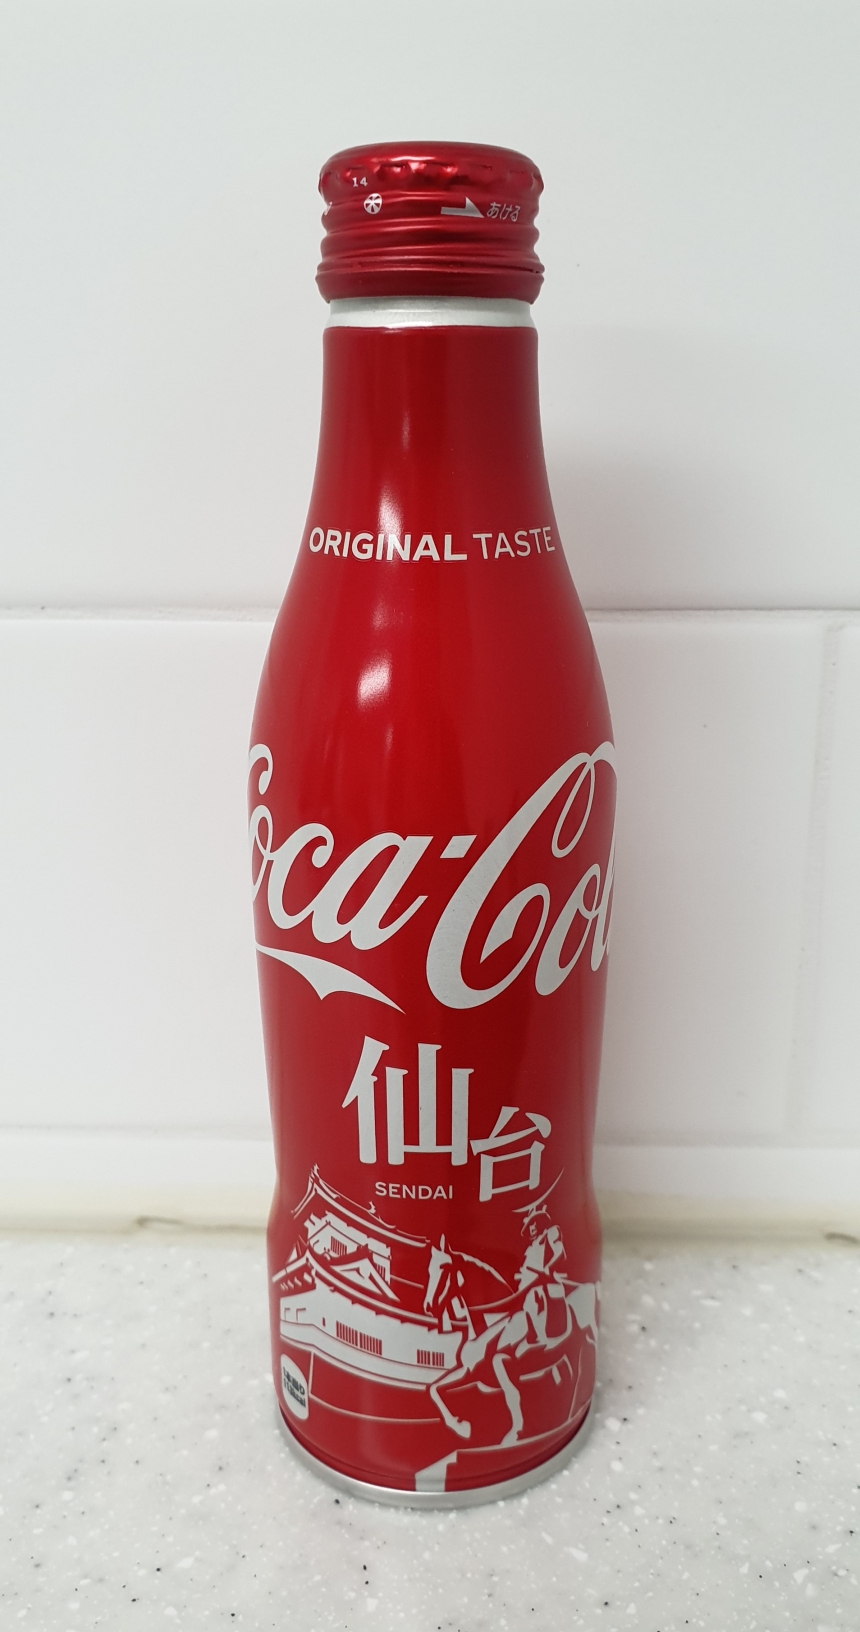 14
あける
ORIGINAL TASTE
Coca-Cola
仙台
SENDAI